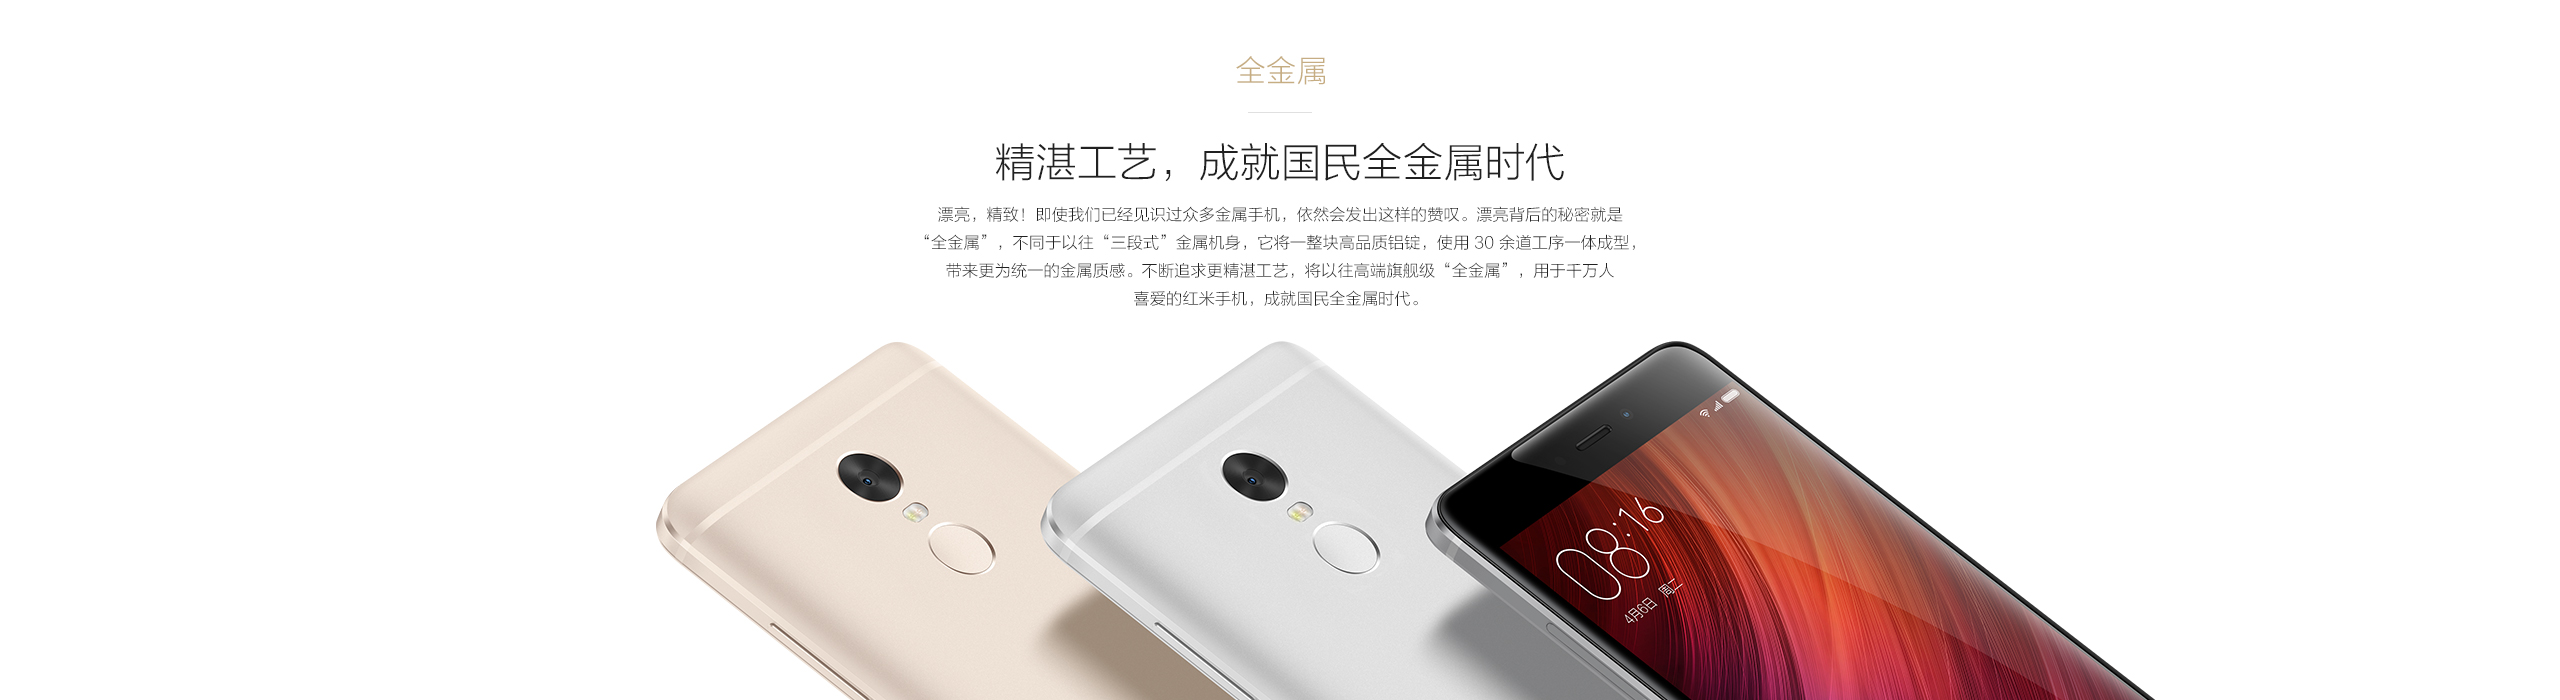 全金属
精湛工艺，成就国民全金属时代
漂亮，精致！即使我们已经见识过众多金属手机，依然会发出这样的赞叹。漂亮背后的秘密就是
“全金属”，不同于以往“三段式”金属机身，它将一整块高品质铝锭，使用 30 余道工序一体成型，
带来更为统一的金属质感。不断追求更精湛工艺，将以往高端旗舰级“全金属”，用于千万人
喜爱的红米手机，成就国民全金属时代。
08:16
4月6日 周二